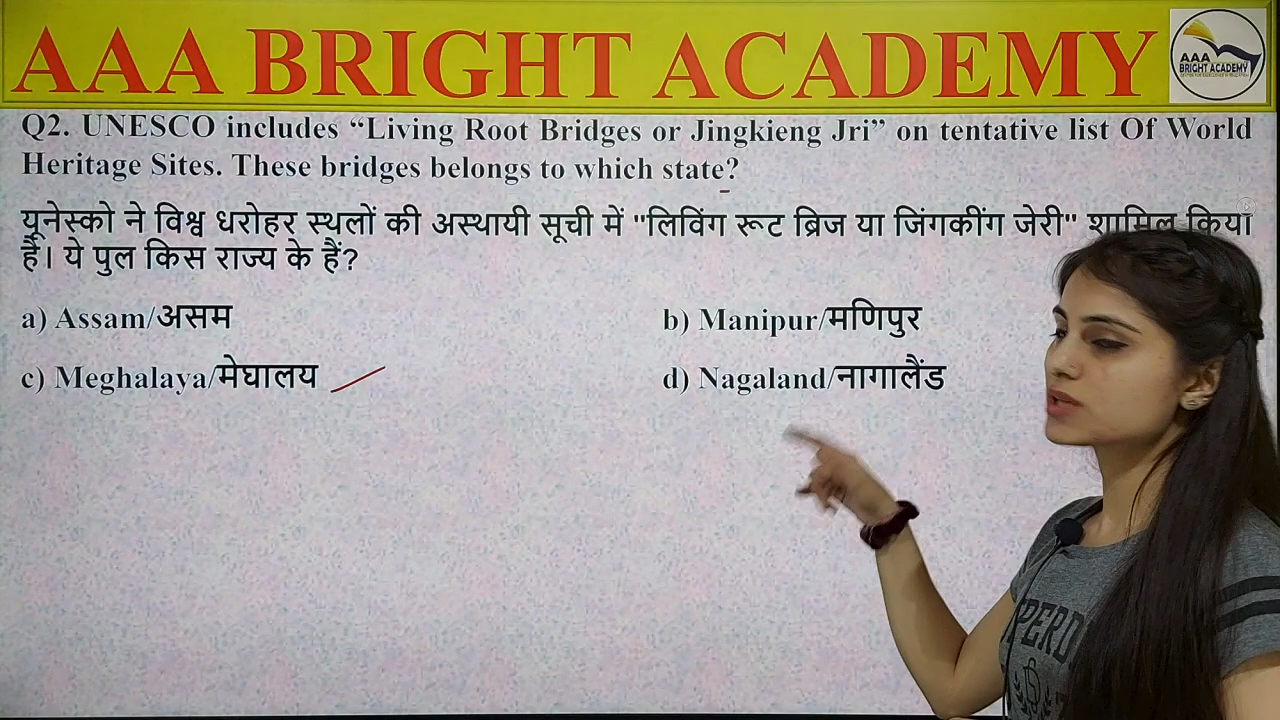 AAA BRIGHT ACADEMY
AAA
BRIGHT ACADEMY
Q2. UNESCO includes “Living Root Bridges or Jingkieng Jri” on tentative list Of World
Heritage Sites. These bridges belongs to which state?
यूनेस्को ने विश्व धरोहर स्थलों की अस्थायी सूची में "लिविंग रूट ब्रिज या जिंगकींग जेरी" शामिल किया
है। ये पुल किस राज्य के हैं?
a) Assam/असम
b) Manipur/मणिपुर
c) Meghalaya/मेघालय
d) Nagaland/नागालैंड